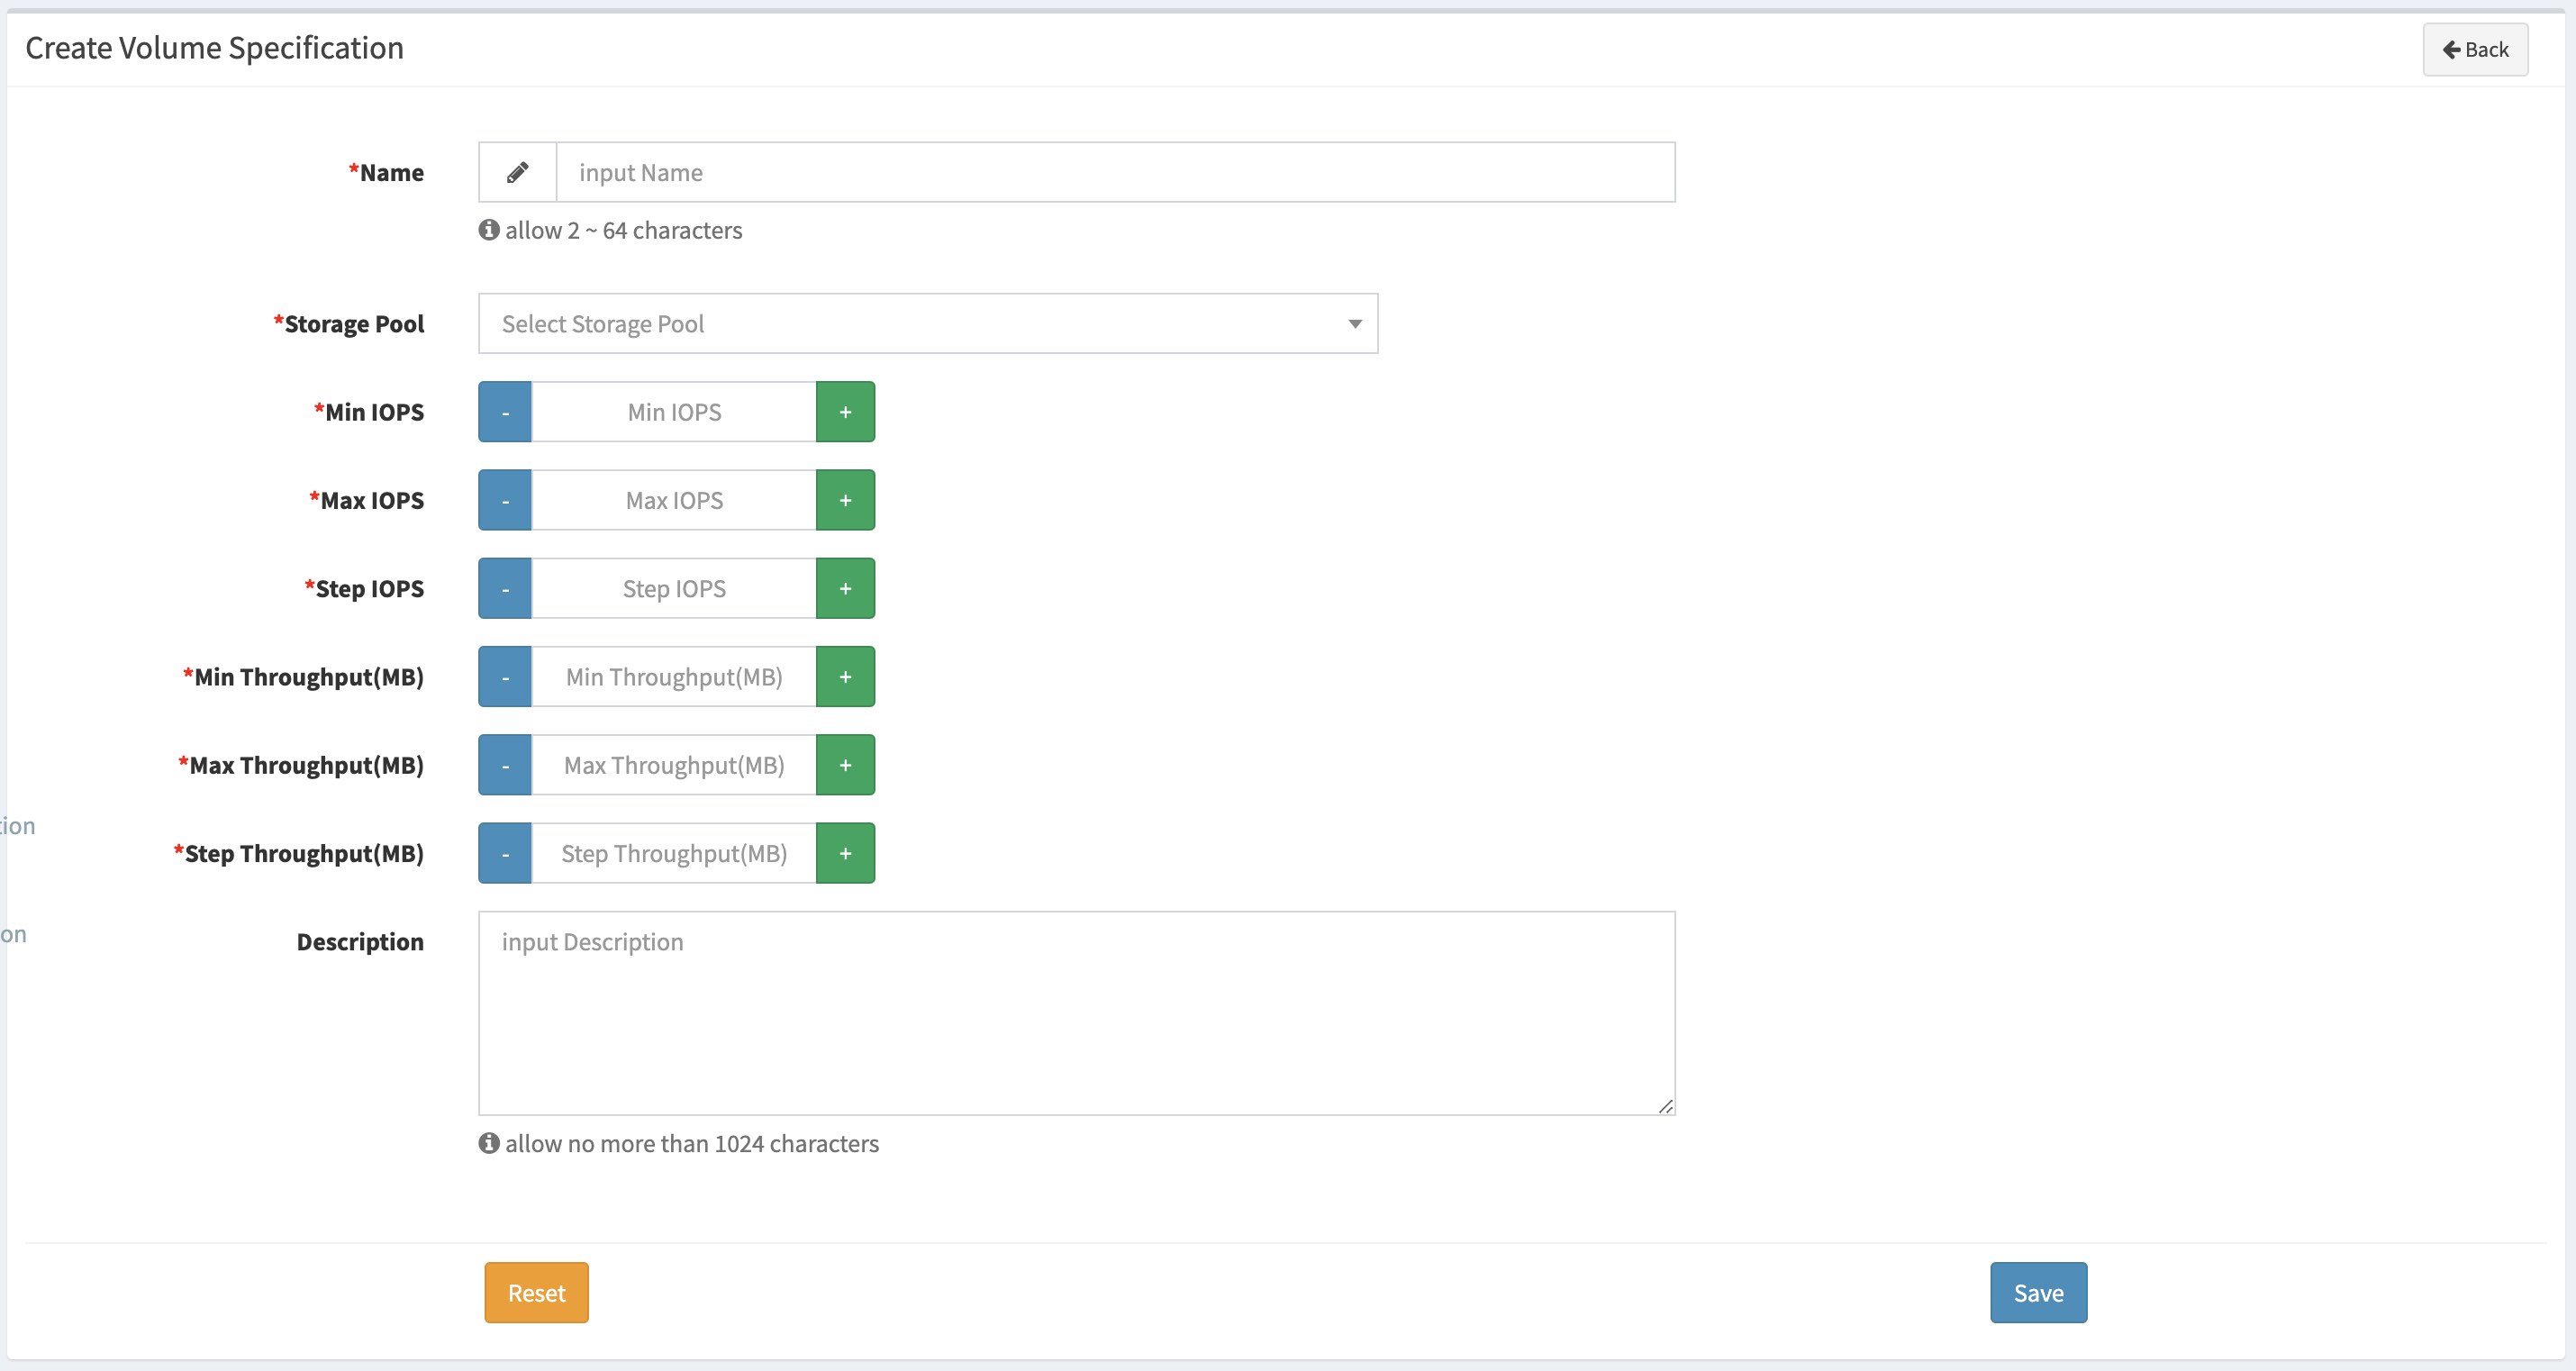 Create Volume Specification
Back
*Name
input Name
allow 2 ~ 64 characters
*Storage Pool
Select Storage Pool
*Min IOPS
- Min IOPS +
*Max IOPS
- Max IOPS +
*Step IOPS
- Step IOPS +
*Min Throughput(MB)
- Min Throughput(MB) +
*Max Throughput(MB)
- Max Throughput(MB) +
tion
*Step Throughput(MB)
- Step Throughput(MB) +
on
Description
input Description
allow no more than 1024 characters
Reset
Save